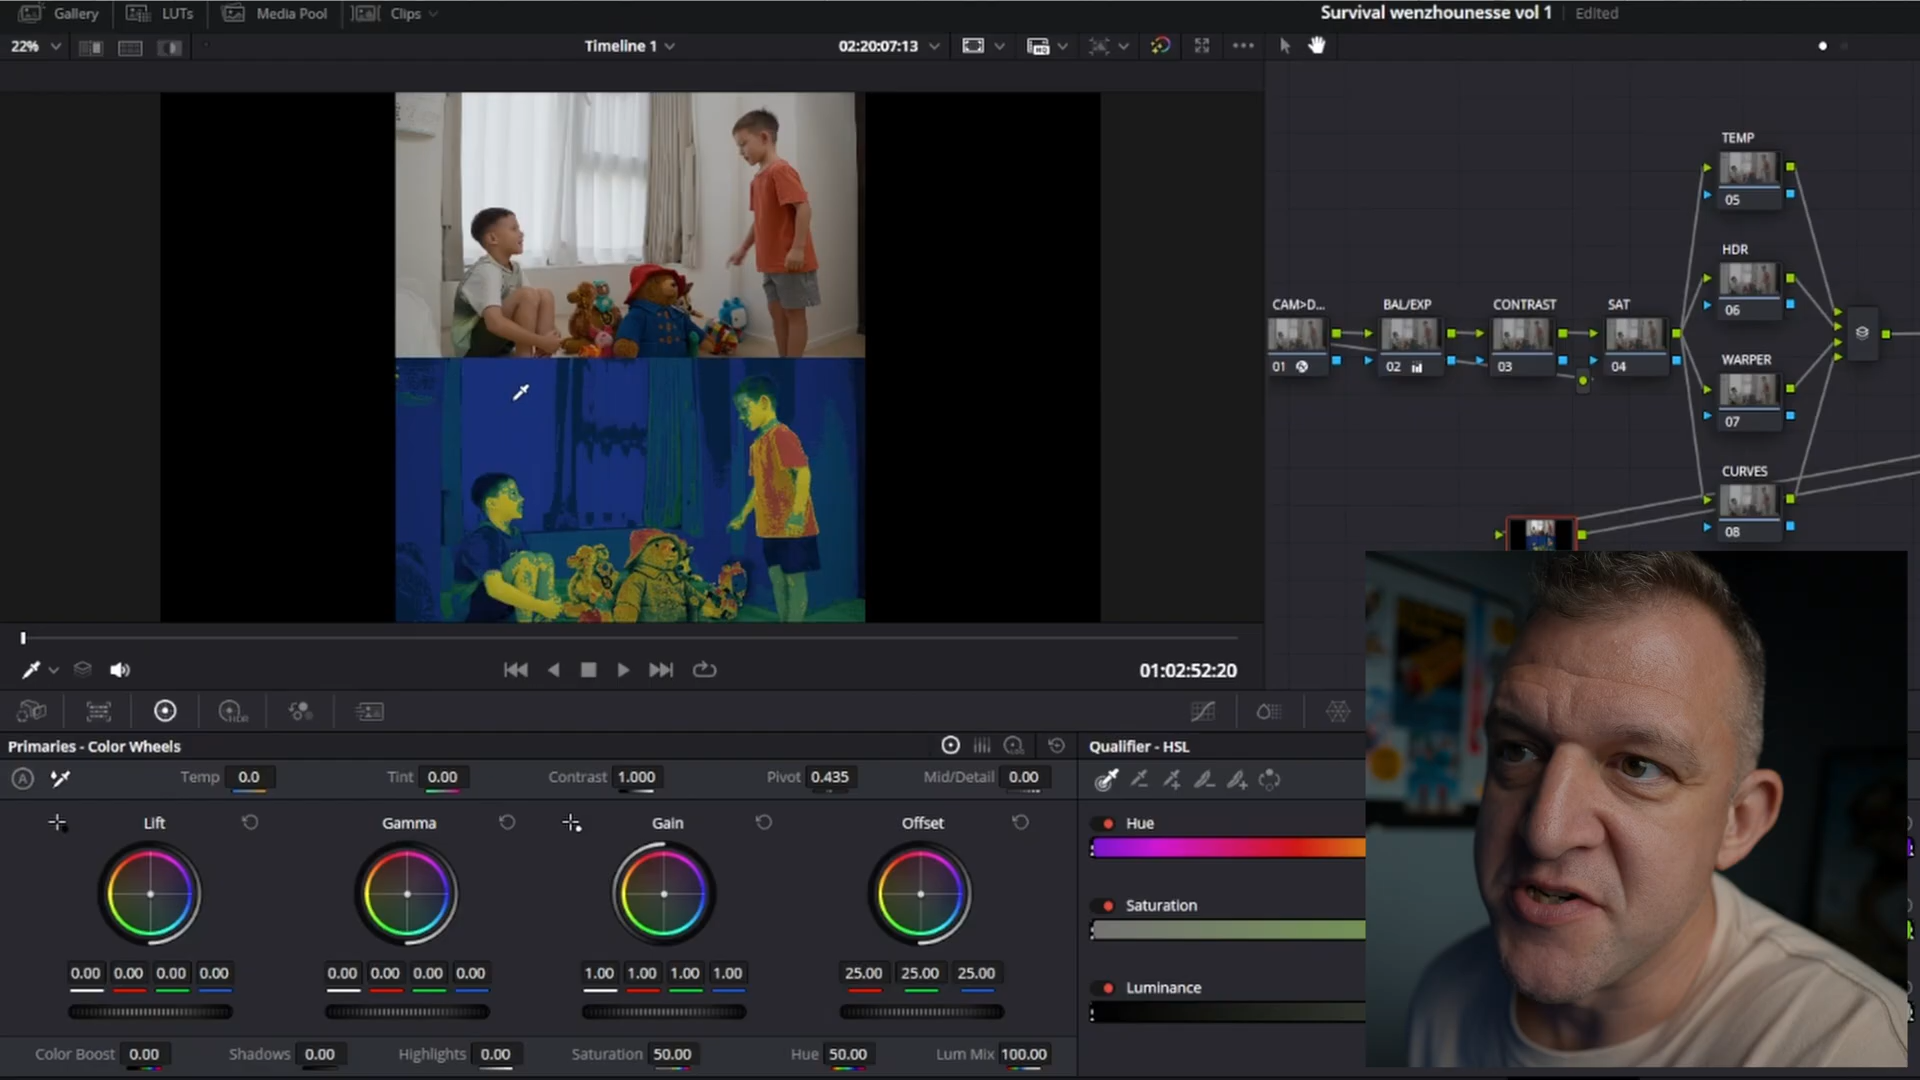 Gallery
LUTs
Media Pool
Clips
Survival wenzhounesse vol 1
Edited
22%
Timeline 1
02:20:07:13
TEMP
05
HDR
06
CAM>D...
01
BAL/EXP
02
CONTRAST
03
SAT
04
WARPER
07
CURVES
08
01:02:52:20
Primaries - Color Wheels
Qualifier - HSL
A
Temp 0.0
Tint 0.00
Contrast 1.000
Pivot 0.435
Mid/Detail 0.00
Lift
Gamma
Gain
Offset
Hue
Saturation
0.00 0.00 0.00 0.00
0.00 0.00 0.00 0.00
1.00 1.00 1.00 1.00
25.00 25.00 25.00
Luminance
Color Boost 0.00
Shadows 0.00
Highlights 0.00
Saturation 50.00
Hue 50.00
Lum Mix 100.00